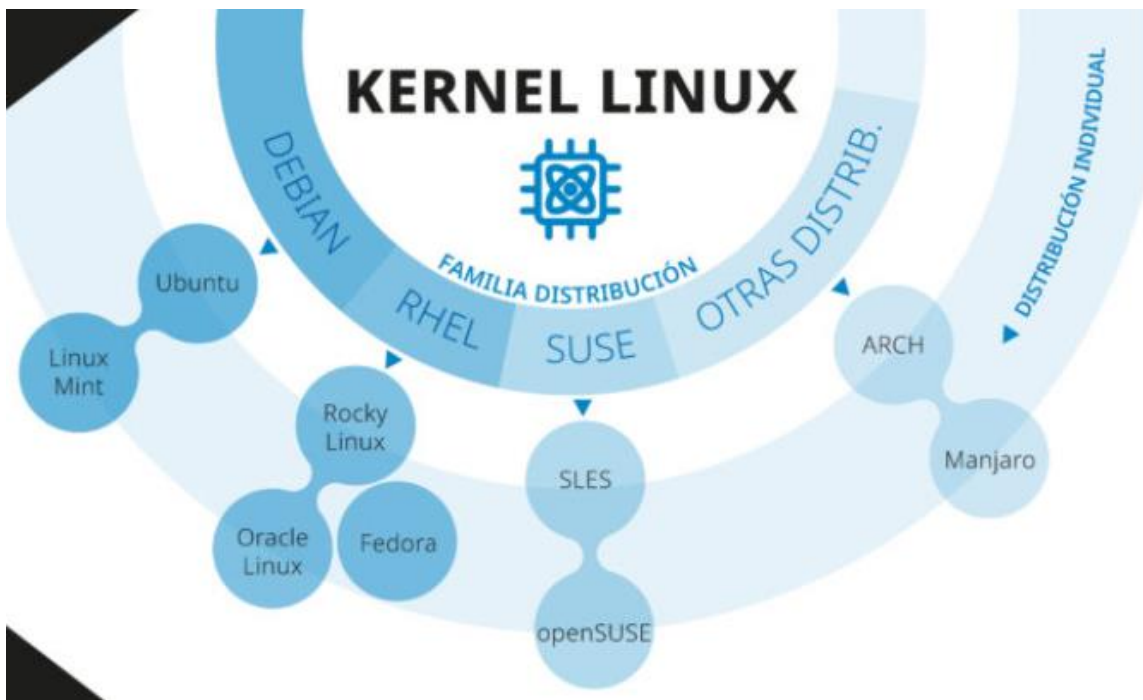 KERNEL LINUX
FAMILIA DISTRIBUCIÓN
DEBIAN
RHEL
SUSE
OTRAS DISTRIB.
DISTRIBUCIÓN INDIVIDUAL
Ubuntu
Linux
Mint
Rocky
Linux
Oracle
Linux
Fedora
SLES
openSUSE
ARCH
Manjaro